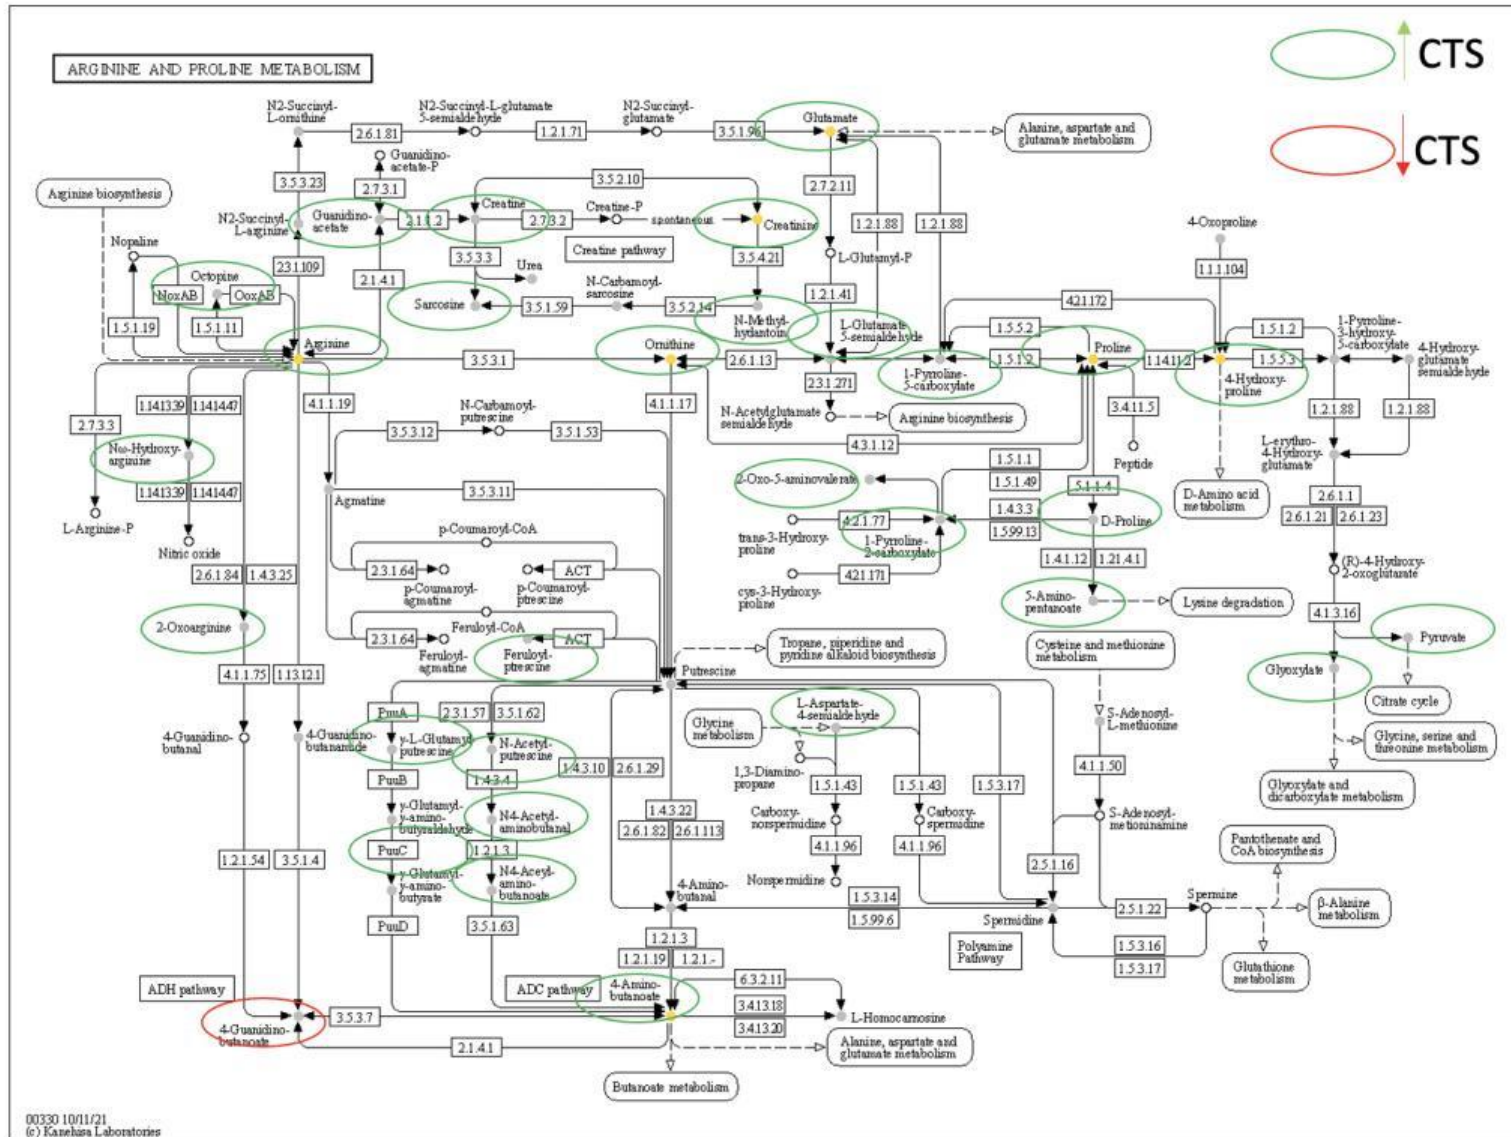 CTS
CTS
ARGININE AND PROLINE METABOLISM
N2-Succinyl-
L-ornithine
2.6.1.81
N2-Succinyl-L-glutamate
5-semialdehyde
1.2.1.71
N2-Succinyl-
glutamate
3.5.1.96
Glutamate
Alanine, aspartate and
glutamate metabolism
Guanidino-
acetate-P
Arginine biosynthesis
3.5.3.23
2.7.3.1
3.5.2.10
2.7.2.11
N2-Succinyl-
L-arginine
Guanidino-
acetate
2.1.1.2
Creatine
2.7.3.2
Creatine-P
spontaneous
Creatinine
1.2.1.88
1.2.1.88
4-Oxoproline
Nopaline
Creatine pathway
3.5.3.3
3.5.4.21
L-Glutamyl-P
1.1.1.104
Octopine
2.3.1.109
2.1.4.1
Urea
N-Carbamoyl-
sarcosine
NoxAB
OoxAB
Sarcosine
3.5.1.59
3.5.2.14
N-Methyl-
hydantoin
1.2.1.41
4.2.1.172
1.5.1.19
1.5.1.11
L-Glutamate
5-semialdehyde
1.5.5.2
1.5.1.2
1-Pyrroline-
3-hydroxy-
5-carboxylate
Arginine
3.5.3.1
Ornithine
2.6.1.13
1-Pyrroline-
5-carboxylate
1.5.1.2
Proline
1.14.11.2
4-Hydroxy-
proline
1.5.5.3
4-Hydroxy-
glutamate
semialdehyde
2.3.1.271
4.1.1.19
4.1.1.17
N-Acetylglutamate
semialdehyde
Arginine biosynthesis
3.4.11.5
1.2.1.88
1.2.1.88
1.14.13.39
1.14.14.47
2.7.3.3
N-Carbamoyl-
putrescine
3.5.3.12
3.5.1.53
4.3.1.12
Peptide
L-erythro-
4-Hydroxy-
glutamate
Nω-Hydroxy-
arginine
1.5.1.1
1.5.1.49
2-Oxo-5-aminovalerate
5.1.1.4
D-Amino acid
metabolism
1.14.13.39
1.14.14.47
Agmatine
3.5.3.11
2.6.1.1
2.6.1.21
2.6.1.23
L-Arginine-P
Nitric oxide
trans-3-Hydroxy-
proline
4.2.1.77
1-Pyrroline-
2-carboxylate
1.4.3.3
1.5.99.13
D-Proline
p-Coumaroyl-CoA
2.3.1.64
ACT
4.2.1.171
cys-3-Hydroxy-
proline
1.4.1.12
1.21.4.1
(R)-4-Hydroxy-
2-oxoglutarate
2.6.1.84
1.4.3.25
p-Coumaroyl-
agmatine
p-Coumaroyl-
ptrescine
5-Amino-
pentanoate
Lysine degradation
4.1.3.16
2-Oxoarginine
Feruloyl-CoA
2.3.1.64
ACT
Feruloyl-
agmatine
Feruloyl-
ptrescine
Tropane, piperidine and
pyridine alkaloid biosynthesis
Cysteine and methionine
metabolism
Pyruvate
Glyoxylate
Putrescine
4.1.1.75
1.13.12.1
Citrate cycle
PuuA
2.3.1.57
3.5.1.62
L-Aspartate-
4-semialdehyde
Glycine
metabolism
S-Adenosyl-
L-methionine
4-Guanidino-
butanal
4-Guanidino-
butanamide
γ-L-Glutamyl-
putrescine
N-Acetyl-
putrescine
Glycine, serine and
threonine metabolism
1.4.3.10
2.6.1.29
1,3-Diamino-
propane
1.5.1.43
1.5.1.43
1.5.3.17
4.1.1.50
Glyoxylate and
dicarboxylate metabolism
PuuB
1.4.3.4
γ-Glutamyl-
γ-amino-
butyraldehyde
N4-Acetyl-
aminobutanal
1.4.3.22
2.6.1.82
2.6.1.113
Carboxy-
norspermidine
Carboxy-
spermidine
S-Adenosyl-
metioninamine
PuuC
1.2.1.3
4.1.1.96
4.1.1.96
Pantothenate and
CoA biosynthesis
1.2.1.54
3.5.1.4
2.5.1.16
γ-Glutamyl-
γ-amino-
butyrate
N4-Aceyl-
amino-
butanoate
4-Amino-
butanal
Norspermidine
1.5.3.14
1.5.99.6
Spermidine
2.5.1.22
Spermine
β-Alanine
metabolism
PuuD
3.5.1.63
1.2.1.3
1.2.1.19
1.2.1.-
Polyamine
Pathway
1.5.3.16
1.5.3.17
Glutathione
metabolism
ADH pathway
ADC pathway
4-Amino-
butanoate
6.3.2.11
3.4.13.18
3.4.13.20
L-Homocarnosine
4-Guanidino-
butanoate
3.5.3.7
2.1.4.1
Alanine, aspartate and
glutamate metabolism
Butanoate metabolism
00330 10/11/21
(c) Kanehisa Laboratories